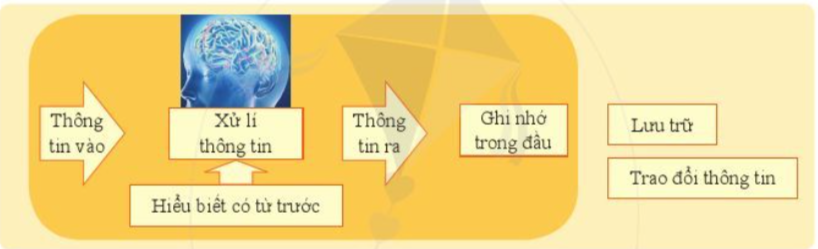 Thông
tin vào
Xử lí
thông tin
Thông
tin ra
Ghi nhớ
trong đầu
Lưu trữ
Trao đổi thông tin
Hiểu biết có từ trước